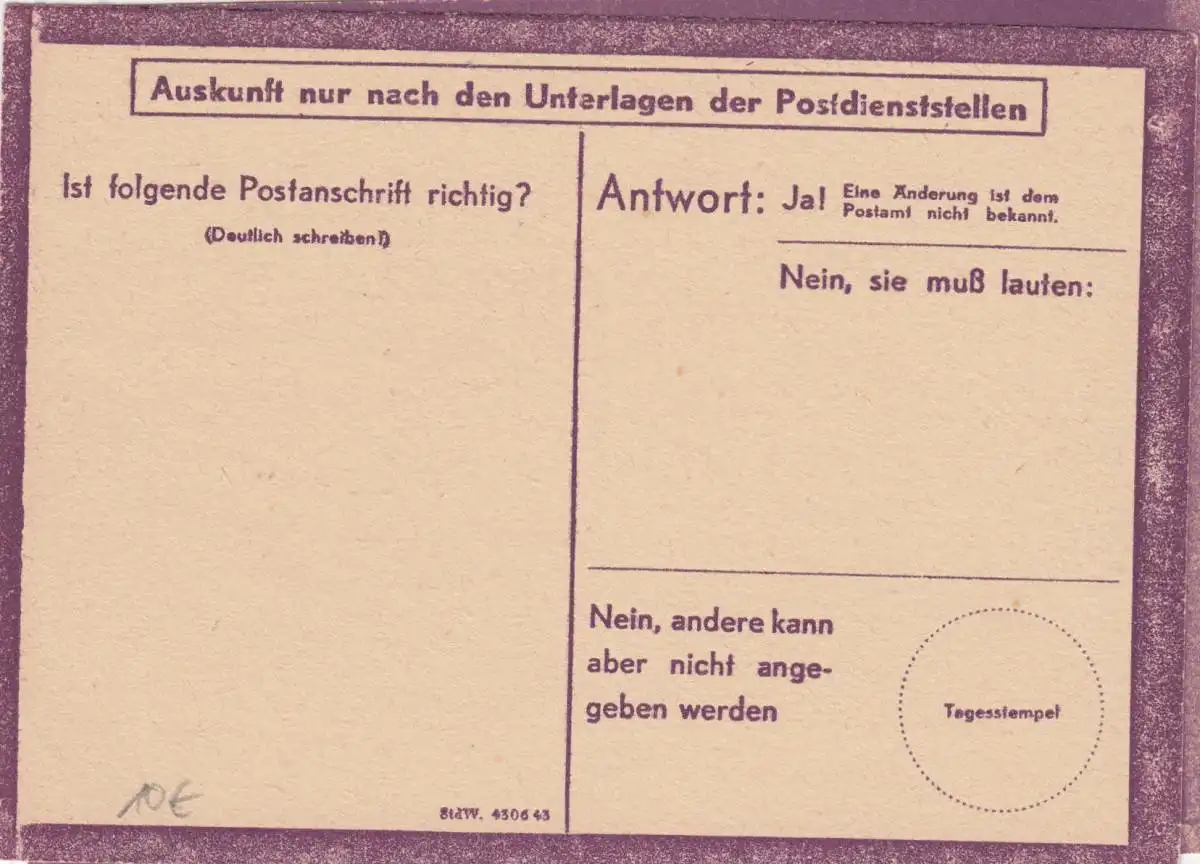 Auskunft nur nach den Unterlagen der Postdienststellen
Ist folgende Postanschrift richtig?
(Deutlich schreiben!)
Antwort: Ja! Eine Änderung ist dem
Postamt nicht bekannt.
Nein, sie muß lauten:
Nein, andere kann
aber nicht ange-
geben werden
Tagesstempel
10€
StdW. 430643